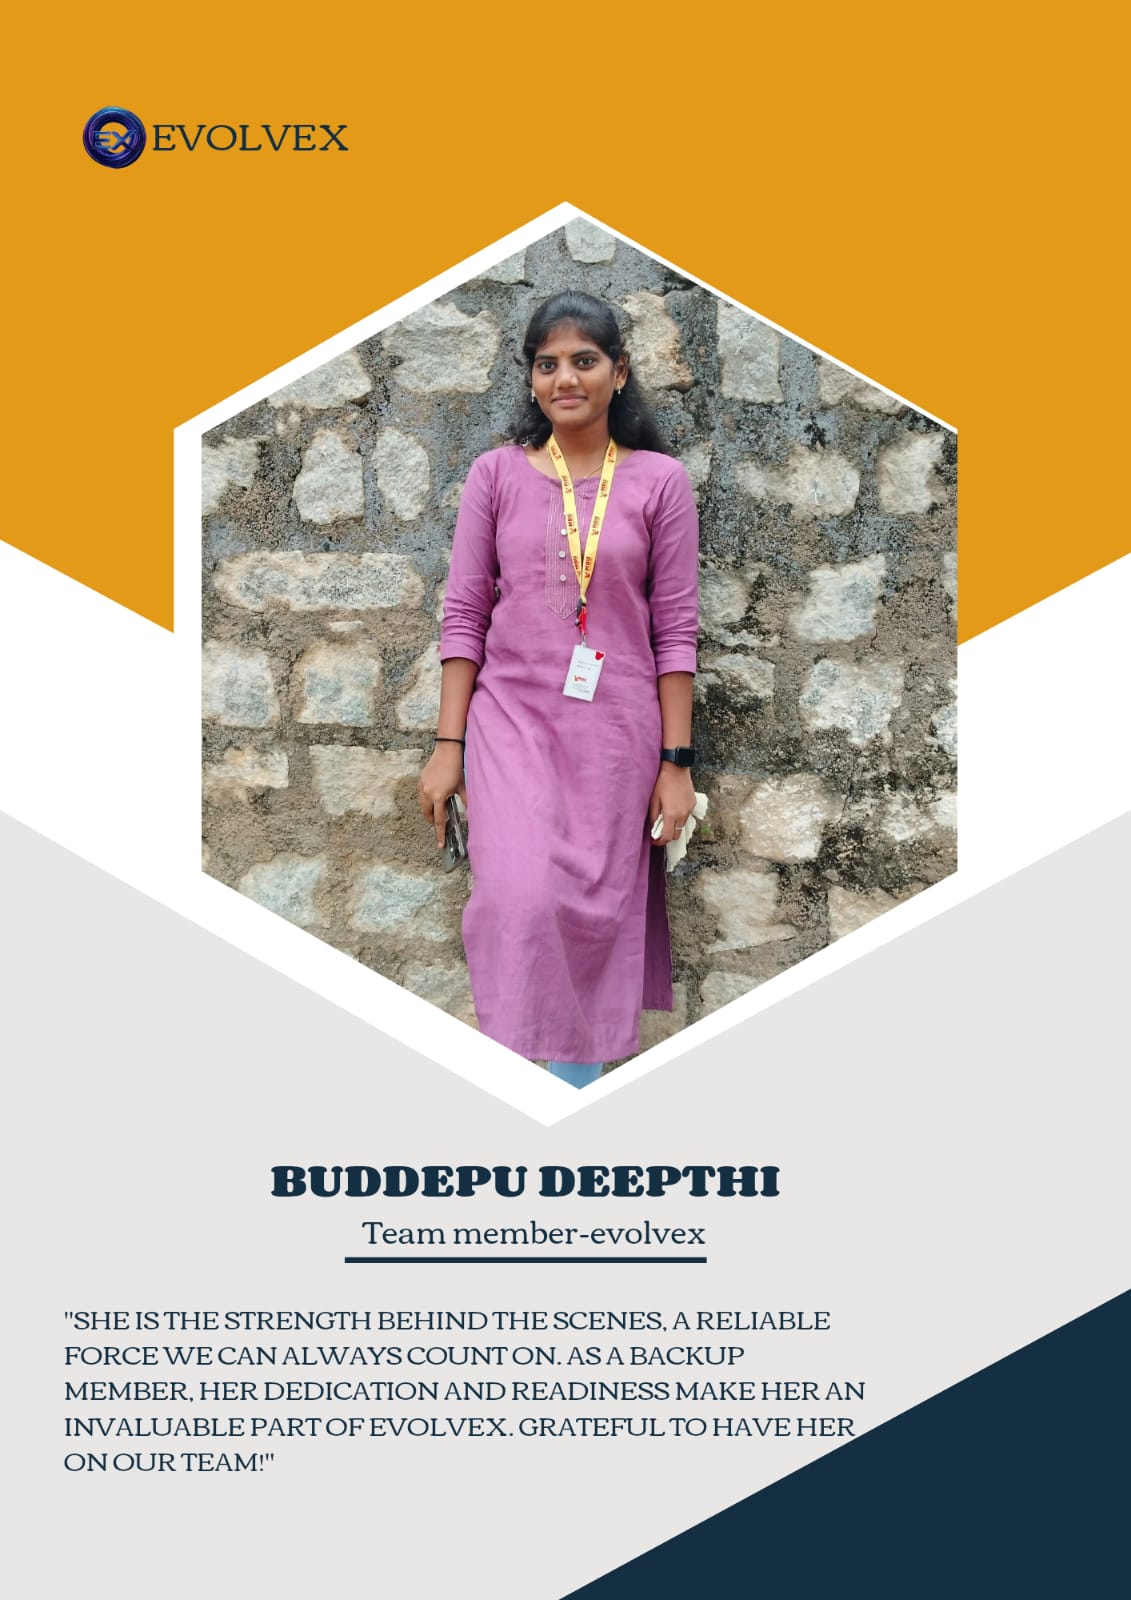 EX EVOLVEX
BUDDEPU DEEPTHI
Team member-evolvex
"SHE IS THE STRENGTH BEHIND THE SCENES, A RELIABLE
FORCE WE CAN ALWAYS COUNT ON. AS A BACKUP
MEMBER, HER DEDICATION AND READINESS MAKE HER AN
INVALUABLE PART OF EVOLVEX. GRATEFUL TO HAVE HER
ON OUR TEAM!"